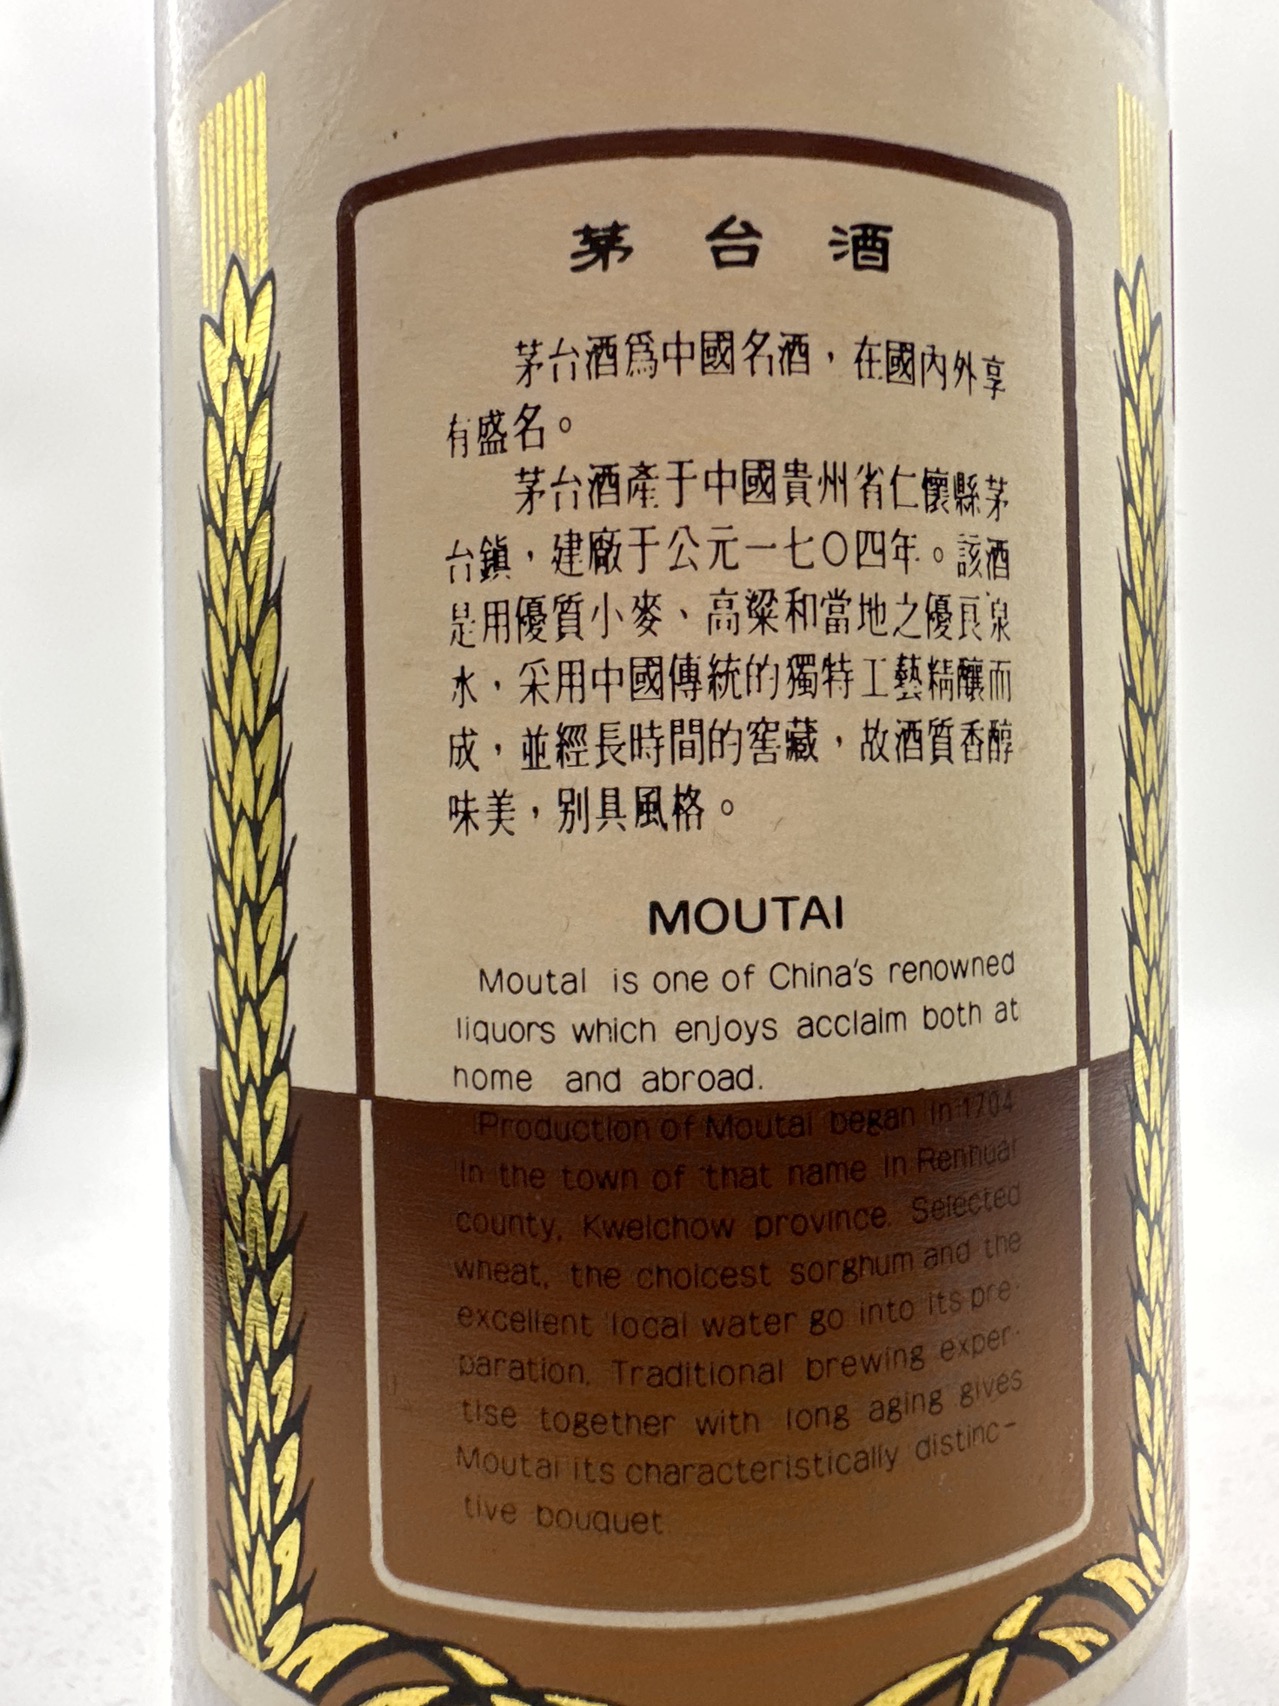 茅台酒
茅台酒爲中國名酒，在國內外享
有盛名。
茅台酒產于中國貴州省仁懷縣茅
台鎮，建廠于公元一七〇四年。該酒
是用優質小麥、高粱和當地之優良泉
水，采用中國傳統的獨特工藝精釀而
成，並經長時間的窖藏，故酒質香醇
味美，别具風格。
MOUTAI
Moutai is one of China's renowned
liquors which enjoys acclaim both at
home and abroad.
Production of Moutai began in 1704
in the town of that name in Renhuai
county, Kweichow province. Selected
wheat, the choicest sorghum and the
excellent local water go into its pre-
paration. Traditional brewing exper-
tise together with long aging gives
Moutai its characteristically distinc-
tive bouquet.